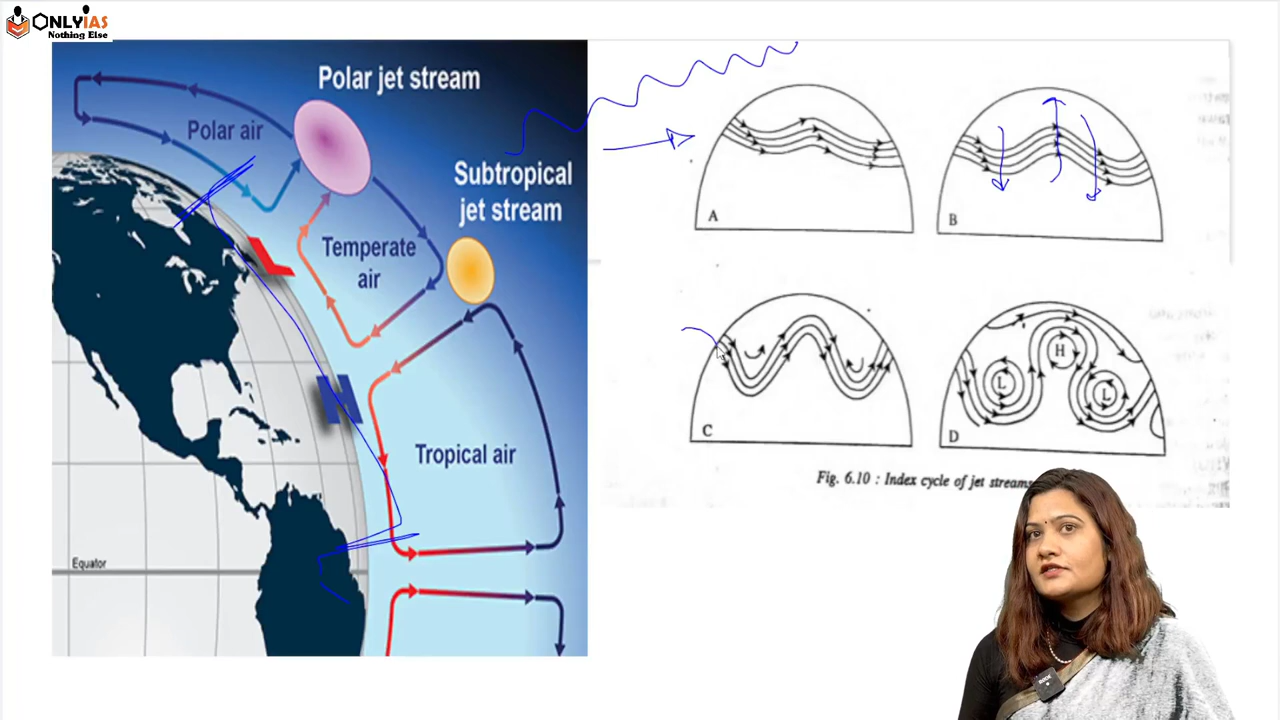 ONLYIAS
Nothing Else
Polar jet stream
Polar air
Subtropical
jet stream
Temperate
air
Tropical air
Equator
L
H
A
B
C
L
H
L
D
Fig. 6.10 : Index cycle of jet streams